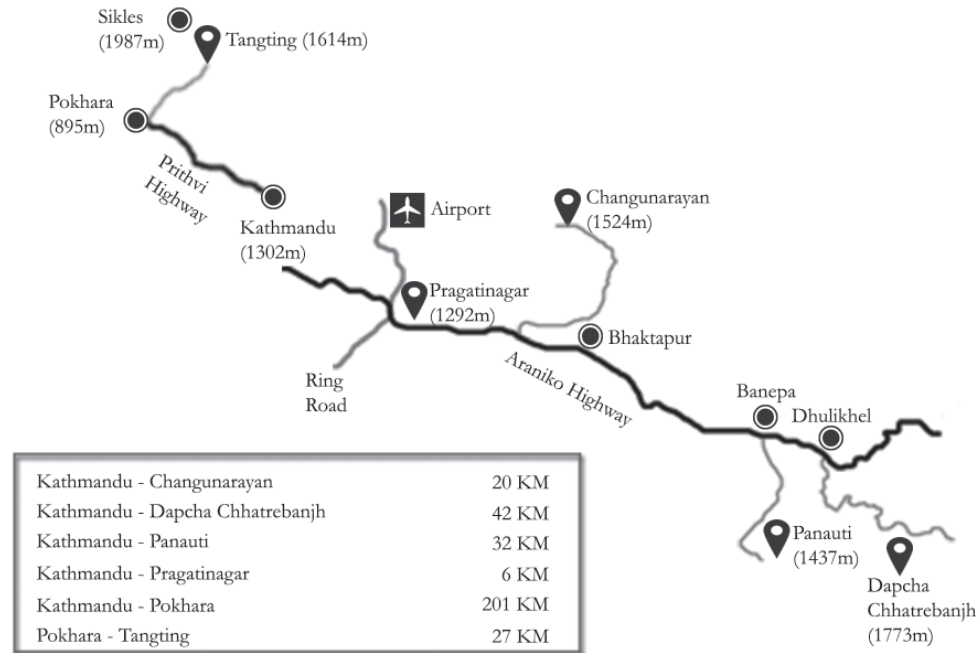 Sikles
(1987m)
Tangting (1614m)
Pokhara
(895m)
Prithvi
Highway
Kathmandu
(1302m)
Airport
Changunarayan
(1524m)
Pragatinagar
(1292m)
Ring
Road
Araniko Highway
Bhaktapur
Banepa
Dhulikhel
Panauti
(1437m)
Dapcha
Chhatrebanjh
(1773m)
Kathmandu - Changunarayan 20 KM
Kathmandu - Dapcha Chhatrebanjh 42 KM
Kathmandu - Panauti 32 KM
Kathmandu - Pragatinagar 6 KM
Kathmandu - Pokhara 201 KM
Pokhara - Tangting 27 KM